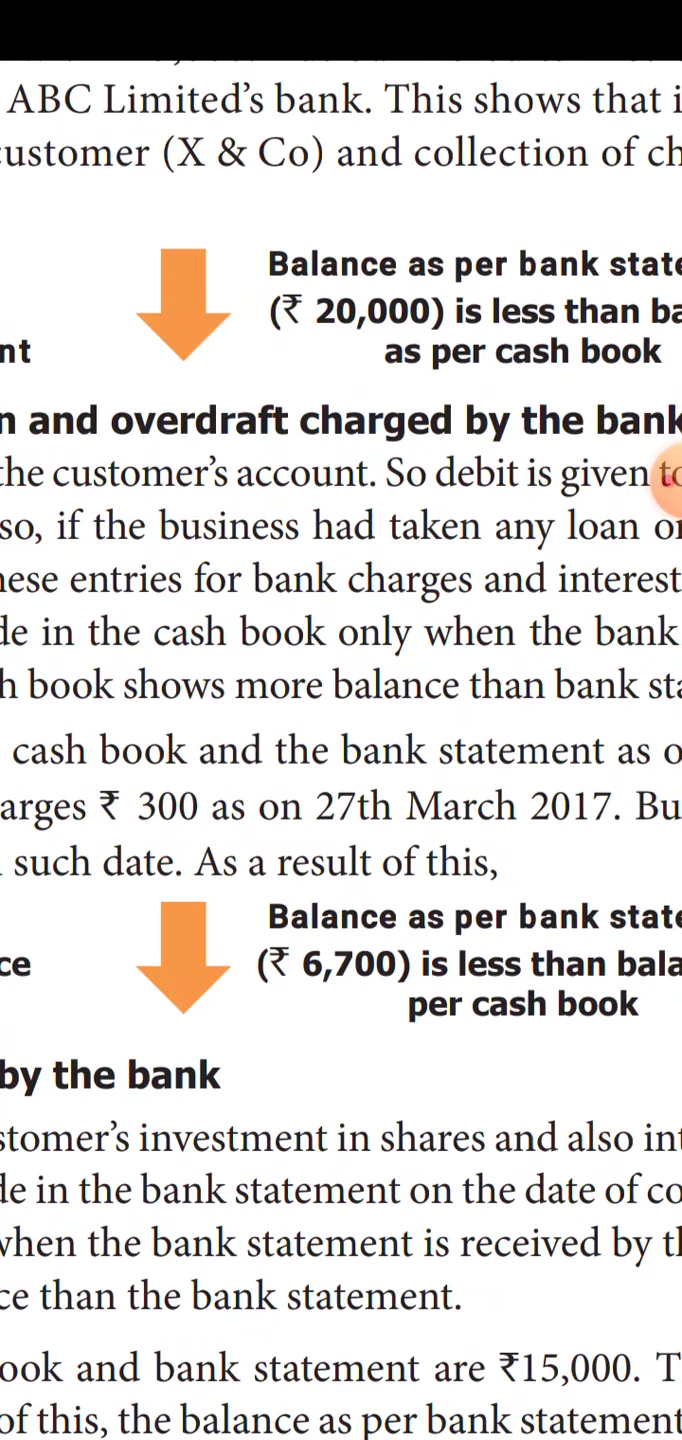 ABC Limited's bank. This shows that i
customer (X & Co) and collection of ch
Balance as per bank state
(₹ 20,000) is less than ba
nt
as per cash book
n and overdraft charged by the bank
the customer's account. So debit is given to
so, if the business had taken any loan or
hese entries for bank charges and interest
de in the cash book only when the bank
h book shows more balance than bank sta
cash book and the bank statement as o
arges ₹ 300 as on 27th March 2017. Bu
such date. As a result of this,
Balance as per bank state
ce
(₹ 6,700) is less than bala
per cash book
by the bank
stomer's investment in shares and also int
de in the bank statement on the date of co
when the bank statement is received by th
ce than the bank statement.
ook and bank statement are ₹15,000. T
of this, the balance as per bank statement